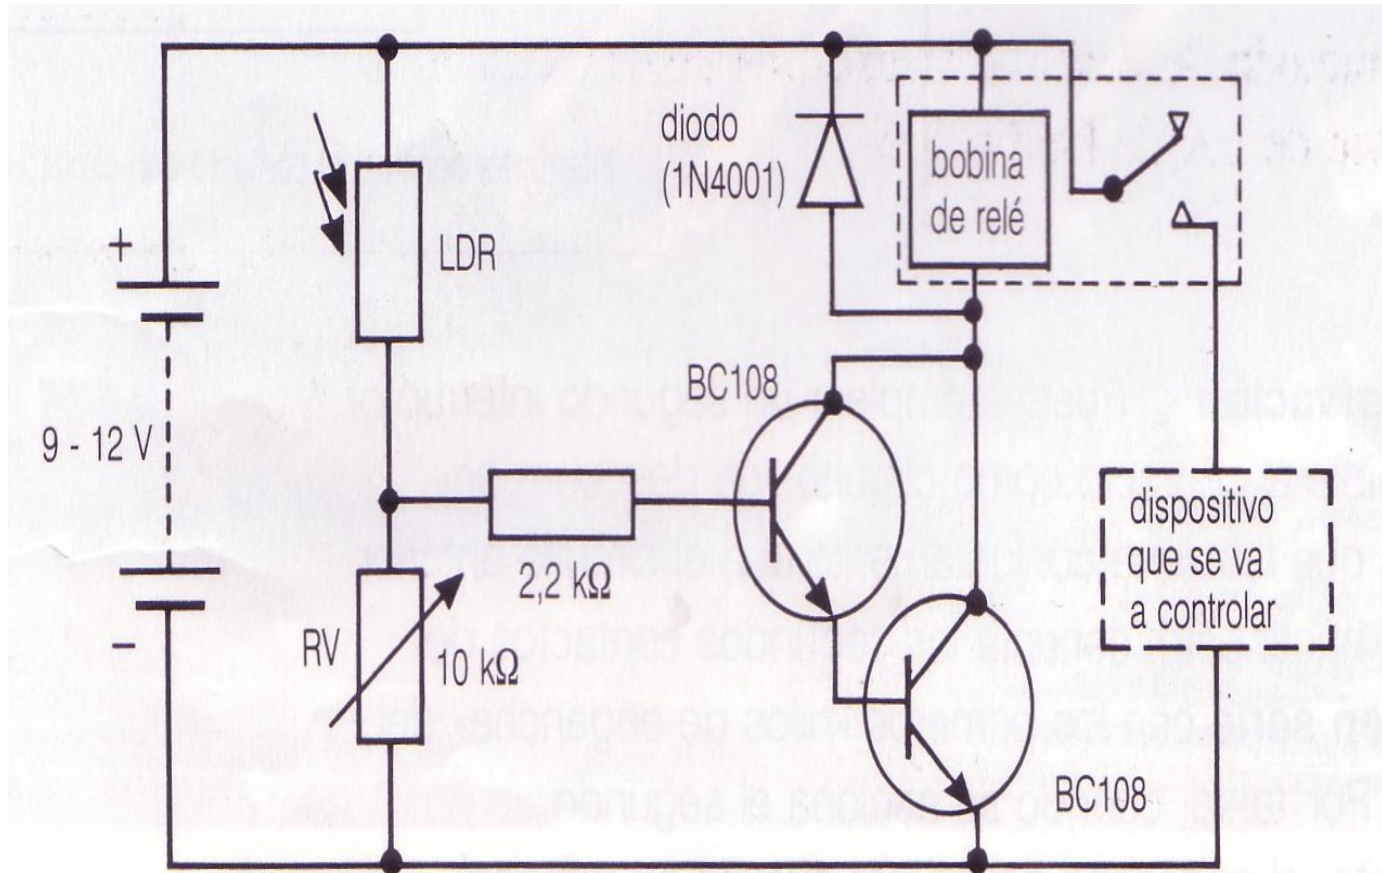 diodo
(1N4001)
bobina
de relé
+
LDR
9 - 12 V
BC108
2,2 kΩ
dispositivo
que se va
a controlar
RV
10 kΩ
−
BC108